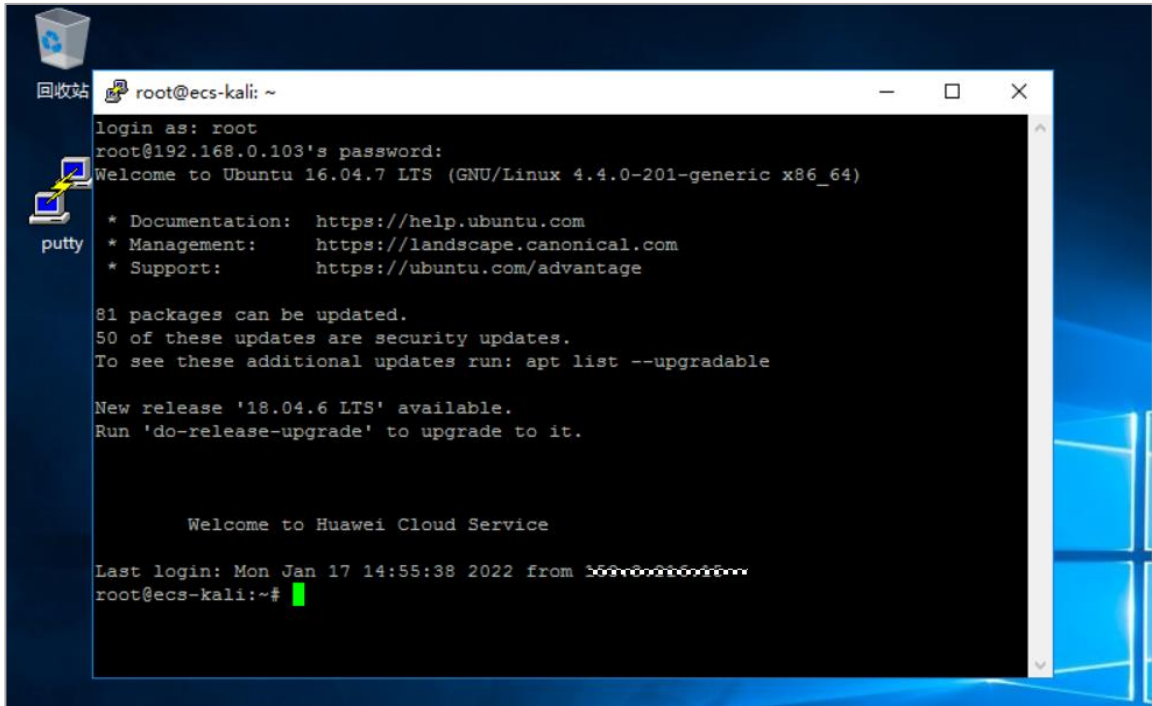 回收站
putty
root@ecs-kali: ~
login as: root
root@192.168.0.103's password:
Welcome to Ubuntu 16.04.7 LTS (GNU/Linux 4.4.0-201-generic x86_64)
* Documentation:  https://help.ubuntu.com
* Management:     https://landscape.canonical.com
* Support:        https://ubuntu.com/advantage
81 packages can be updated.
50 of these updates are security updates.
To see these additional updates run: apt list --upgradable
New release '18.04.6 LTS' available.
Run 'do-release-upgrade' to upgrade to it.
Welcome to Huawei Cloud Service
Last login: Mon Jan 17 14:55:38 2022 from
root@ecs-kali:~#